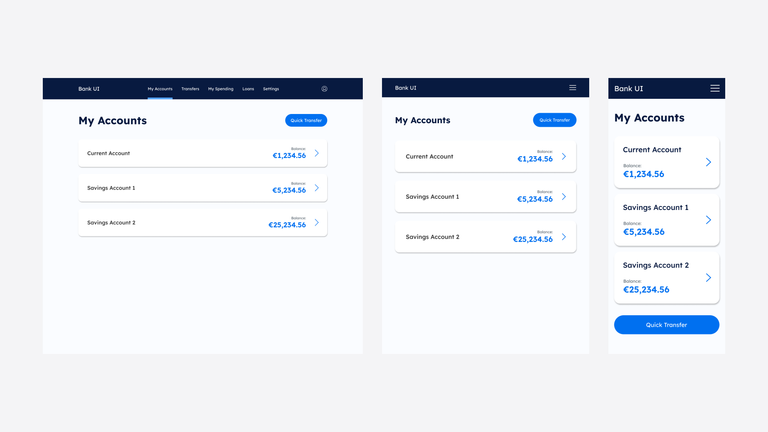 Bank UI
My Accounts Transfers My Spending Loans Settings
My Accounts
Quick Transfer
Current Account
Balance:
€1,234.56
Savings Account 1
Balance:
€5,234.56
Savings Account 2
Balance:
€25,234.56
Bank UI
My Accounts
Quick Transfer
Current Account
Balance:
€1,234.56
Savings Account 1
Balance:
€5,234.56
Savings Account 2
Balance:
€25,234.56
Bank UI
My Accounts
Current Account
Balance:
€1,234.56
Savings Account 1
Balance:
€5,234.56
Savings Account 2
Balance:
€25,234.56
Quick Transfer